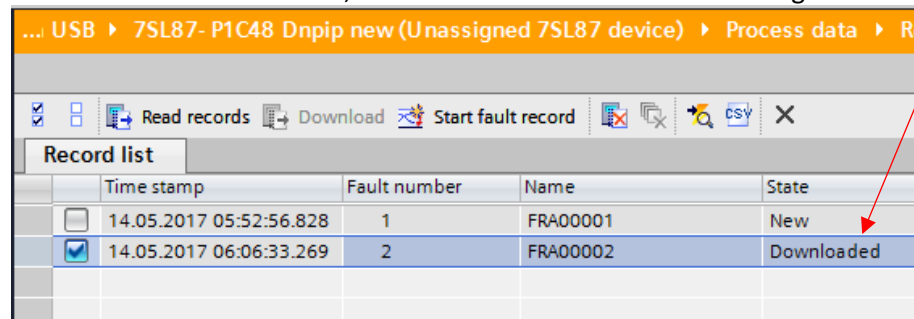 ...i USB ▸ 7SL87- P1C48 Dnpip new (Unassigned 7SL87 device) ▸ Process data ▸ R
Read records Download Start fault record CSV
Record list
Time stamp Fault number Name State
14.05.2017 05:52:56.828 1 FRA00001 New
14.05.2017 06:06:33.269 2 FRA00002 Downloaded